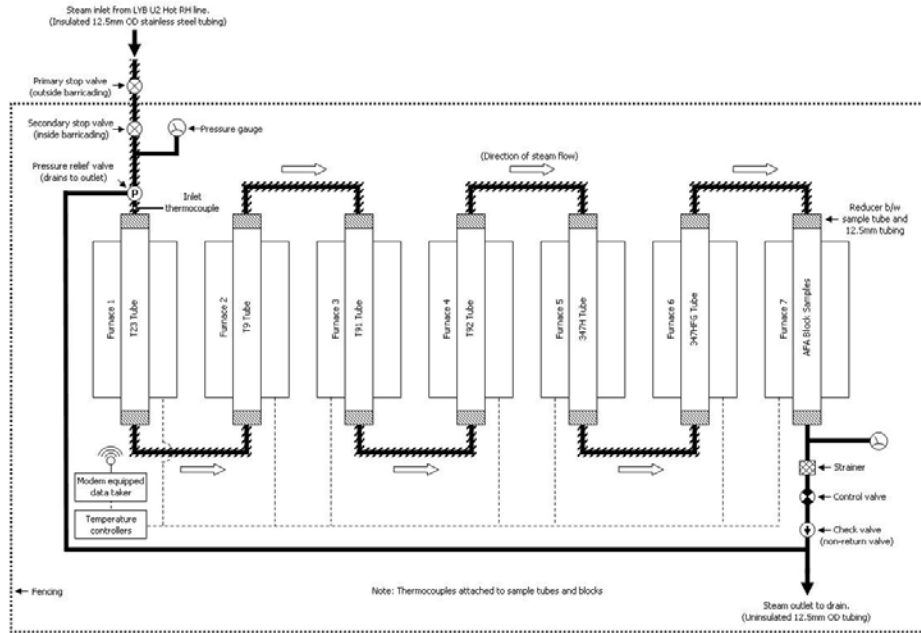 Steam inlet from LYB U2 Hot RH line.
(Insulated 12.5mm OD stainless steel tubing)
Primary stop valve
(outside barricading)
Secondary stop valve
(inside barricading)
Pressure gauge
Pressure relief valve
(drains to outlet)
P
Inlet
thermocouple
(Direction of steam flow)
Reducer b/w
sample tube and
12.5mm tubing
Furnace 1
T23 Tube
Furnace 2
T9 Tube
Furnace 3
T91 Tube
Furnace 4
T92 Tube
Furnace 5
347H Tube
Furnace 6
347HFG Tube
Furnace 7
AFA Block Samples
Modem equipped
data taker
Temperature
controllers
Strainer
Control valve
Check valve
(non-return valve)
Fencing
Note: Thermocouples attached to sample tubes and blocks
Steam outlet to drain.
(Uninsulated 12.5mm OD tubing)